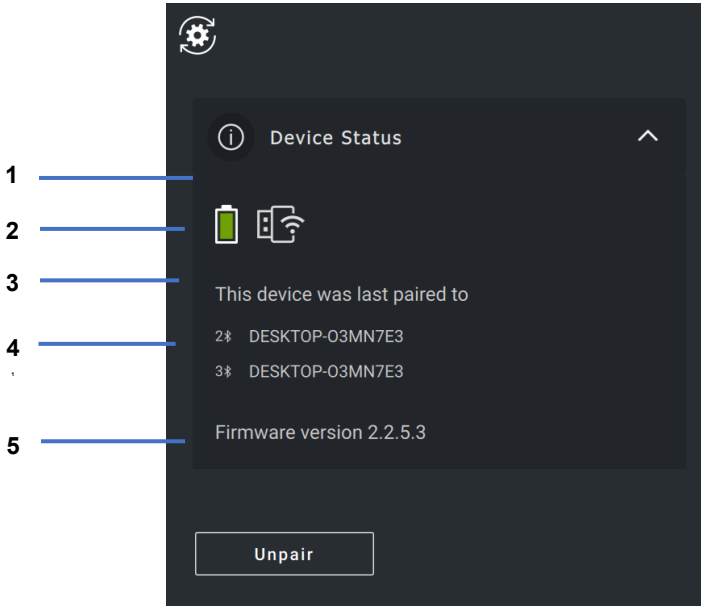 Device Status
1
2
3
This device was last paired to
2 DESKTOP-O3MN7E3
4
3 DESKTOP-O3MN7E3
1
Firmware version 2.2.5.3
5
Unpair